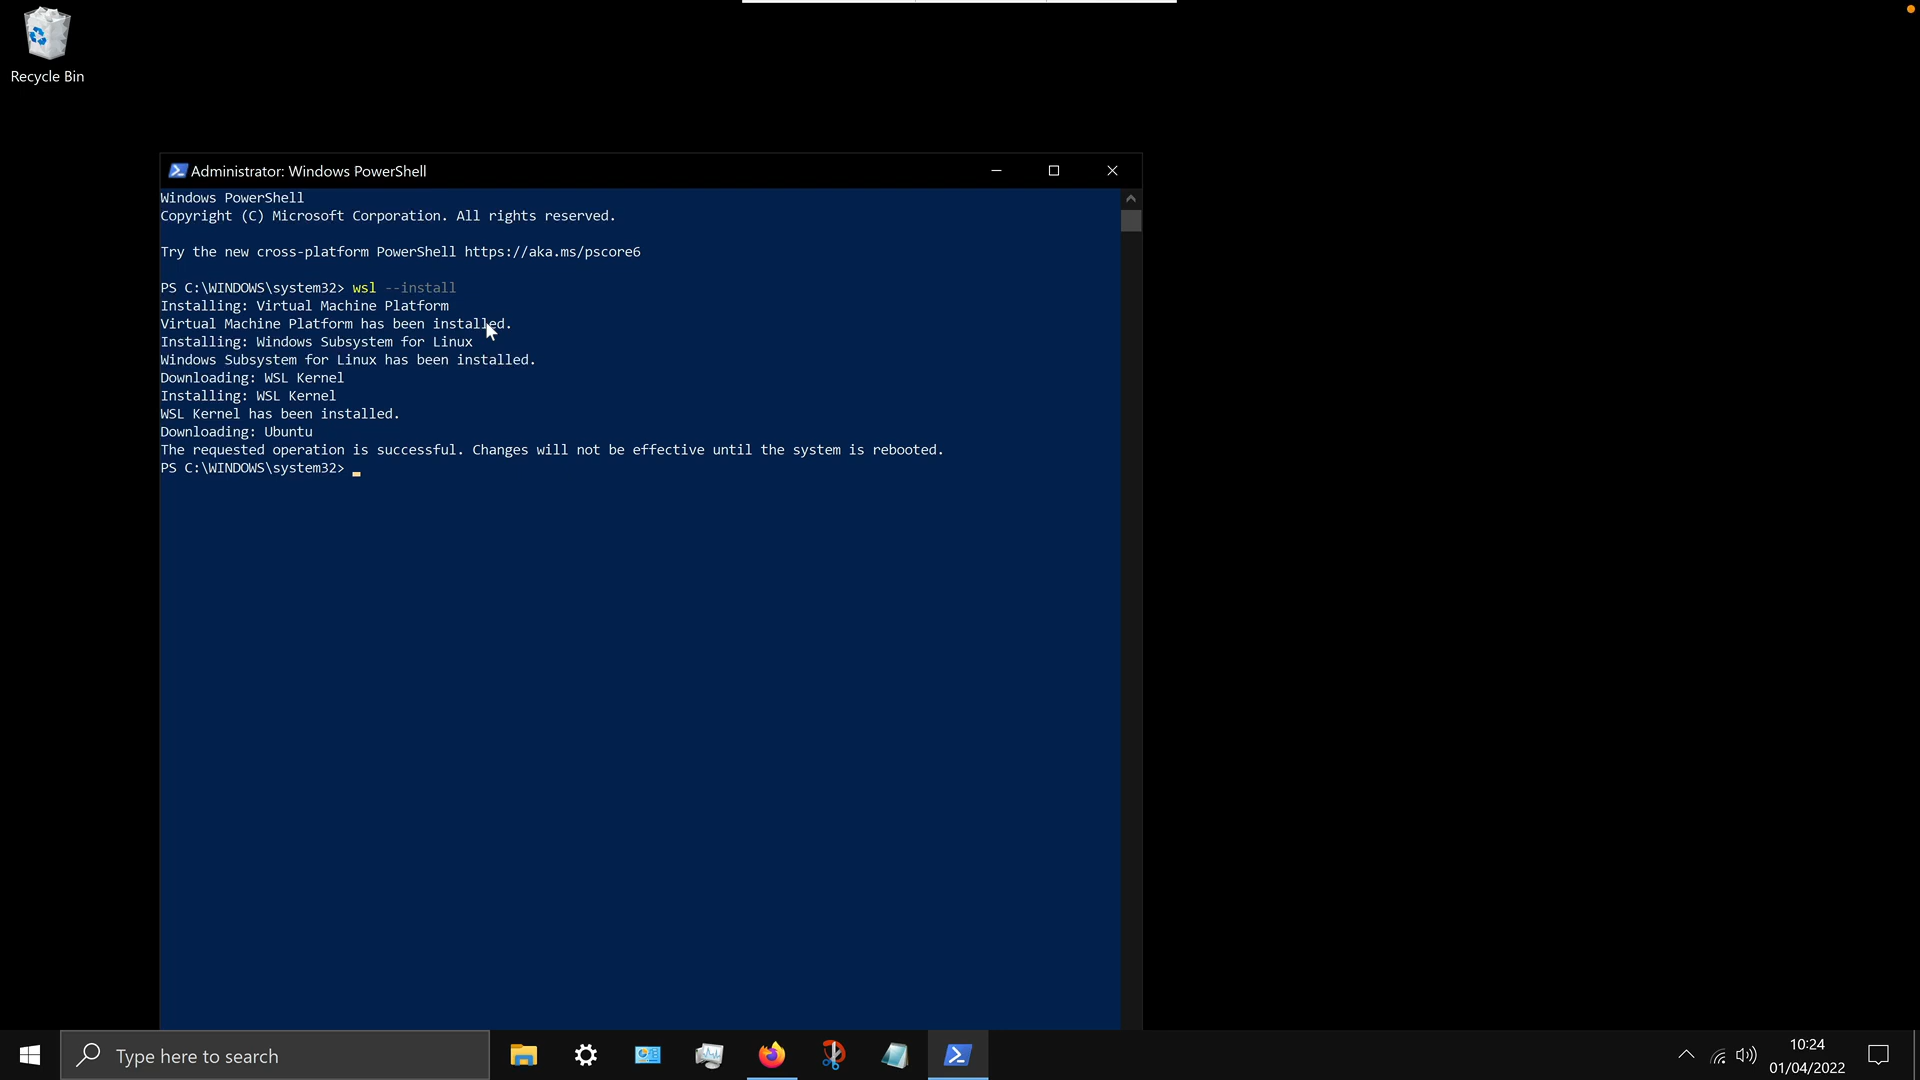 Recycle Bin
Administrator: Windows PowerShell
Windows PowerShell
Copyright (C) Microsoft Corporation. All rights reserved.
Try the new cross-platform PowerShell https://aka.ms/pscore6
PS C:\WINDOWS\system32> wsl --install
Installing: Virtual Machine Platform
Virtual Machine Platform has been installed.
Installing: Windows Subsystem for Linux
Windows Subsystem for Linux has been installed.
Downloading: WSL Kernel
Installing: WSL Kernel
WSL Kernel has been installed.
Downloading: Ubuntu
The requested operation is successful. Changes will not be effective until the system is rebooted.
PS C:\WINDOWS\system32>
Type here to search
10:24
01/04/2022